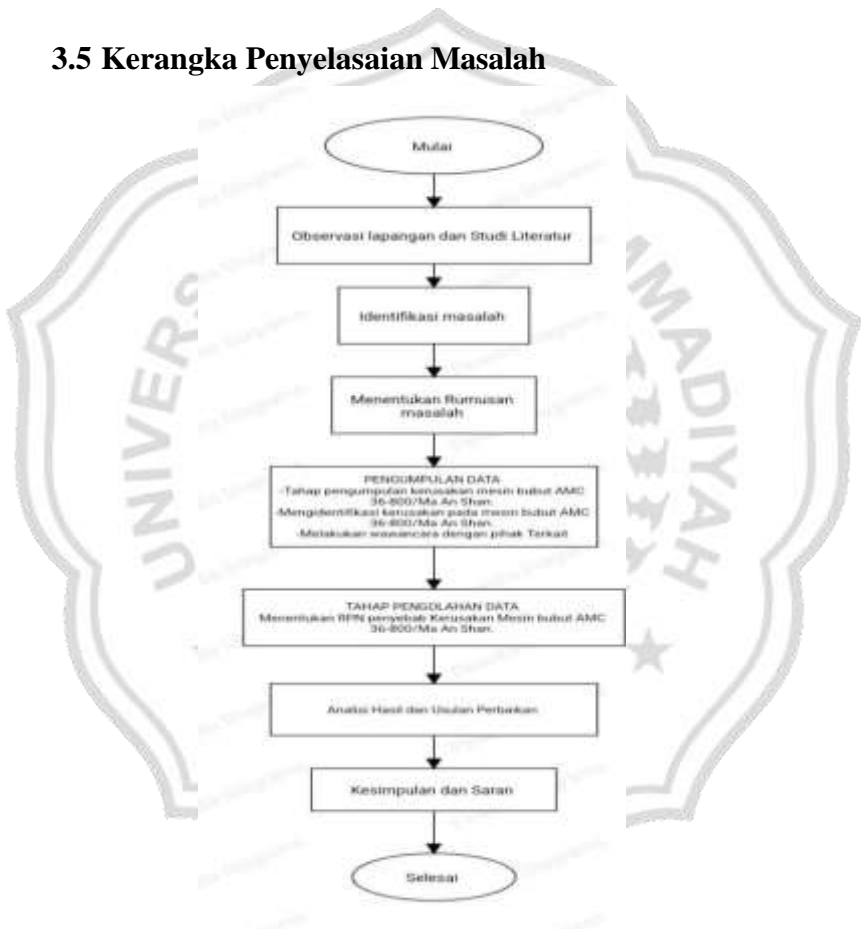 3.5 Kerangka Penyelasaian Masalah
Mulai
Observasi lapangan dan Studi Literatur
Identifikasi masalah
Menentukan Rumusan
masalah
PENGUMPULAN DATA
-Tahap pengumpulan kerusakan mesin bubut AMC
36-800/Ma An Shan.
-Mengidentifikasi kerusakan pada mesin bubut AMC
36-800/Ma An Shan.
-Melakukan wawancara dengan pihak Terkait
TAHAP PENGOLAHAN DATA
Menentukan RPN penyebab Kerusakan Mesin bubut AMC
36-800/Ma An Shan.
Analisi Hasil dan Usulan Perbaikan
Kesimpulan dan Saran
Selesai